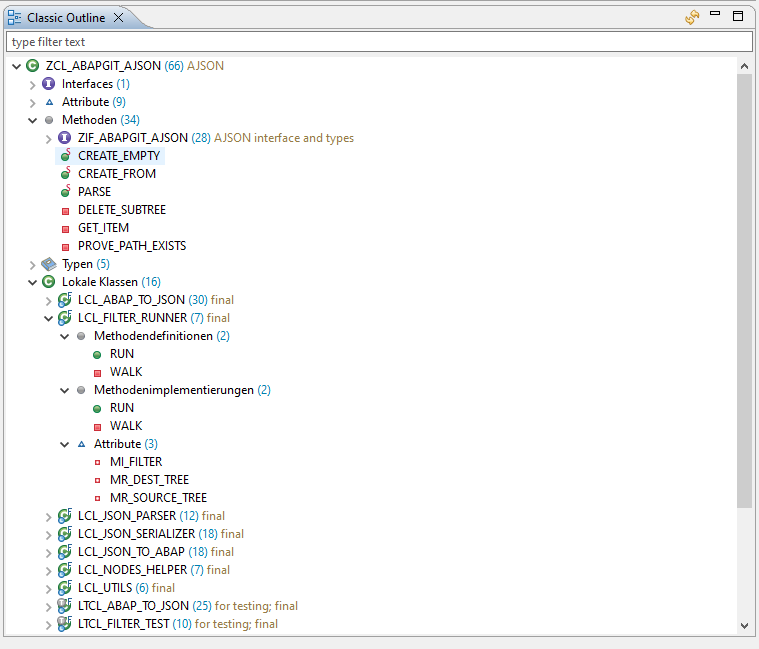 Classic Outline
type filter text
ZCL_ABAPGIT_AJSON (66) AJSON
Interfaces (1)
Attribute (9)
Methoden (34)
ZIF_ABAPGIT_AJSON (28) AJSON interface and types
CREATE_EMPTY
CREATE_FROM
PARSE
DELETE_SUBTREE
GET_ITEM
PROVE_PATH_EXISTS
Typen (5)
Lokale Klassen (16)
LCL_ABAP_TO_JSON (30) final
LCL_FILTER_RUNNER (7) final
Methodendefinitionen (2)
RUN
WALK
Methodenimplementierungen (2)
RUN
WALK
Attribute (3)
MI_FILTER
MR_DEST_TREE
MR_SOURCE_TREE
LCL_JSON_PARSER (12) final
LCL_JSON_SERIALIZER (18) final
LCL_JSON_TO_ABAP (18) final
LCL_NODES_HELPER (7) final
LCL_UTILS (6) final
LTCL_ABAP_TO_JSON (25) for testing; final
LTCL_FILTER_TEST (10) for testing; final